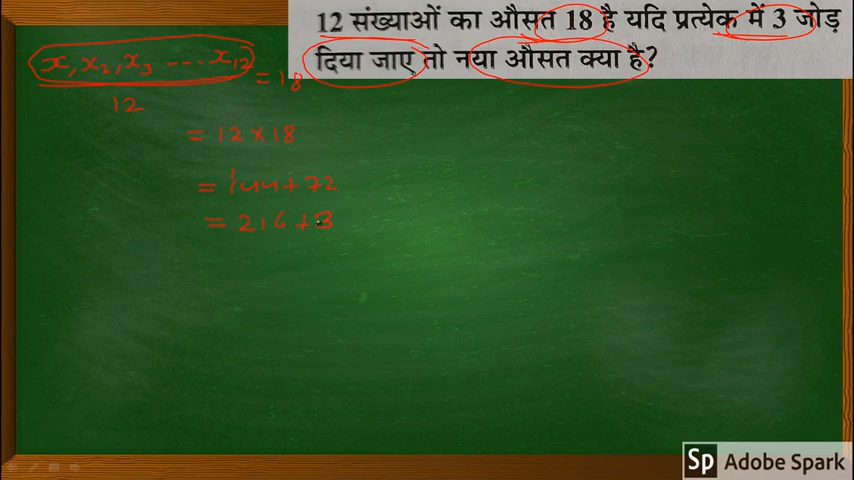 12 संख्याओं का औसत 18 है यदि प्रत्येक में 3 जोड़
दिया जाए तो नया औसत क्या है?
x, x₂, x₃ ---- x₁₂
12
= 18
= 12 × 18
= 144 + 72
= 216 + 3
Sp Adobe Spark